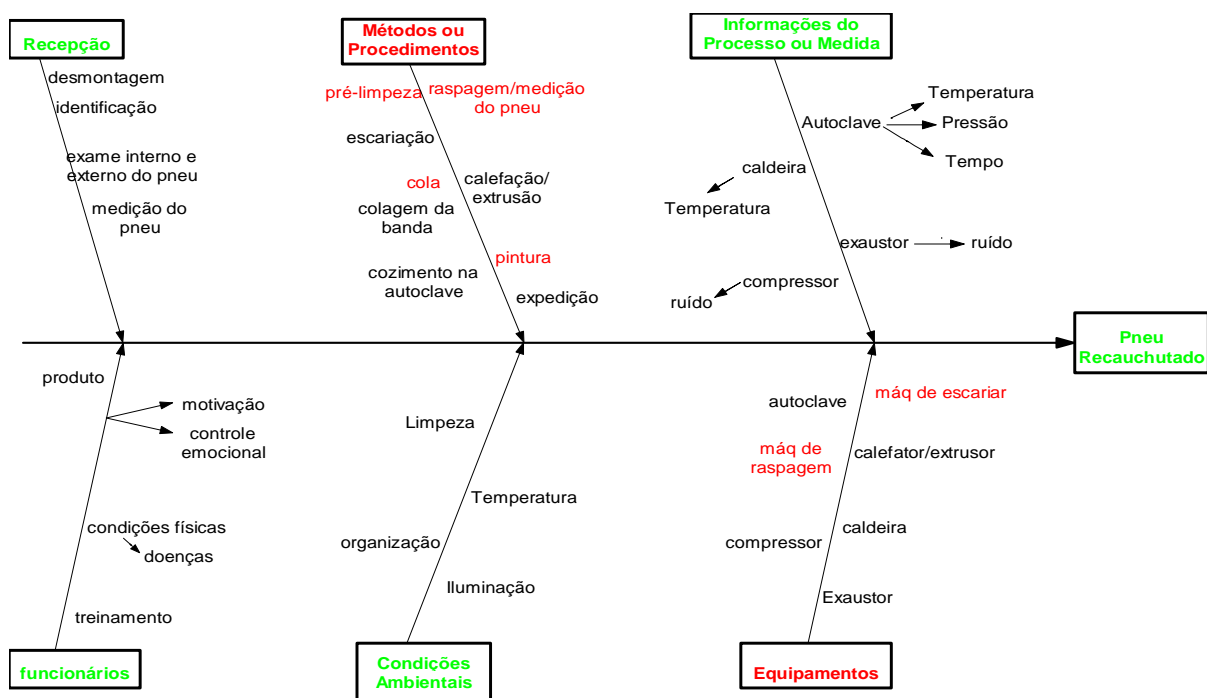 Recepção
desmontagem
identificação
exame interno e
externo do pneu
medição do
pneu
Métodos ou
Procedimentos
pré-limpeza
raspagem/medição
do pneu
escariação
cola
calefação/
extrusão
colagem da
banda
pintura
cozimento na
autoclave
expedição
Informações do
Processo ou Medida
Temperatura
Autoclave
Pressão
Tempo
caldeira
Temperatura
exaustor
ruído
compressor
ruído
Pneu
Recauchutado
produto
motivação
controle
emocional
condições físicas
doenças
treinamento
funcionários
Limpeza
Temperatura
organização
Iluminação
Condições
Ambientais
autoclave
máq de escariar
máq de
raspagem
calefator/extrusor
caldeira
compressor
Exaustor
Equipamentos